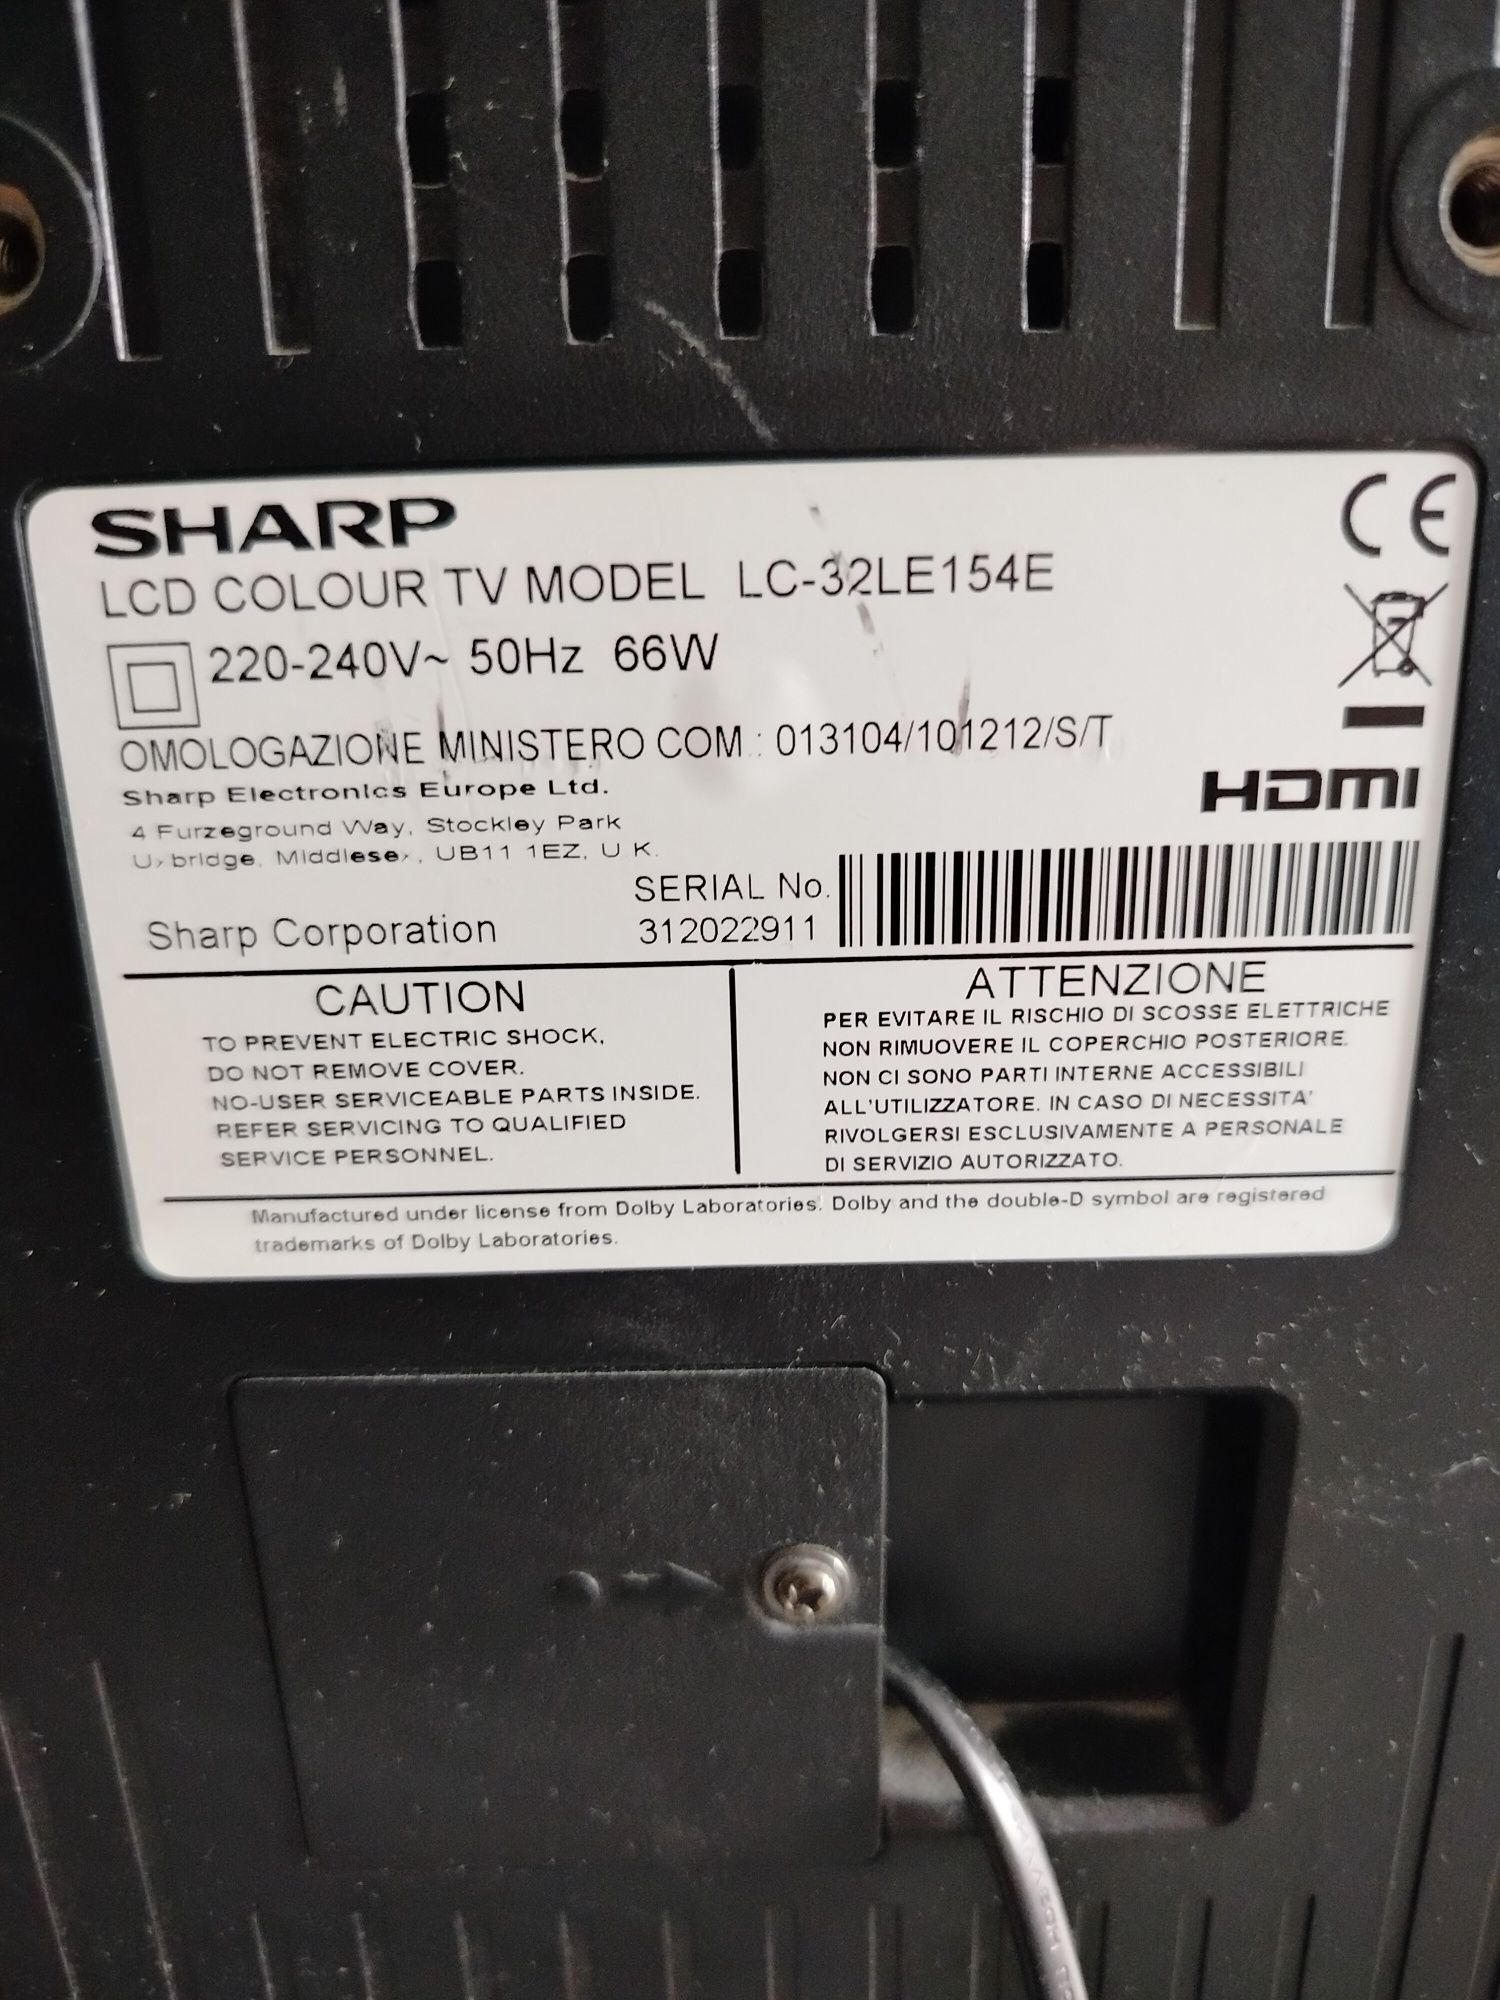 SHARP
LCD COLOUR TV MODEL LC-32LE154E
220-240V~ 50Hz 66W
OMOLOGAZIONE MINISTERO COM.: 013104/101212/S/T
Sharp Electronics Europe Ltd.
4 Furzeground Way, Stockley Park
Uxbridge, Middlesex, UB11 1EZ, U K.
CE
HDMI
SERIAL No.
312022911
Sharp Corporation
CAUTION
TO PREVENT ELECTRIC SHOCK,
DO NOT REMOVE COVER.
NO-USER SERVICEABLE PARTS INSIDE.
REFER SERVICING TO QUALIFIED
SERVICE PERSONNEL.
ATTENZIONE
PER EVITARE IL RISCHIO DI SCOSSE ELETTRICHE
NON RIMUOVERE IL COPERCHIO POSTERIORE.
NON CI SONO PARTI INTERNE ACCESSIBILI
ALL'UTILIZZATORE. IN CASO DI NECESSITA'
RIVOLGERSI ESCLUSIVAMENTE A PERSONALE
DI SERVIZIO AUTORIZZATO.
Manufactured under license from Dolby Laboratories. Dolby and the double-D symbol are registered
trademarks of Dolby Laboratories.